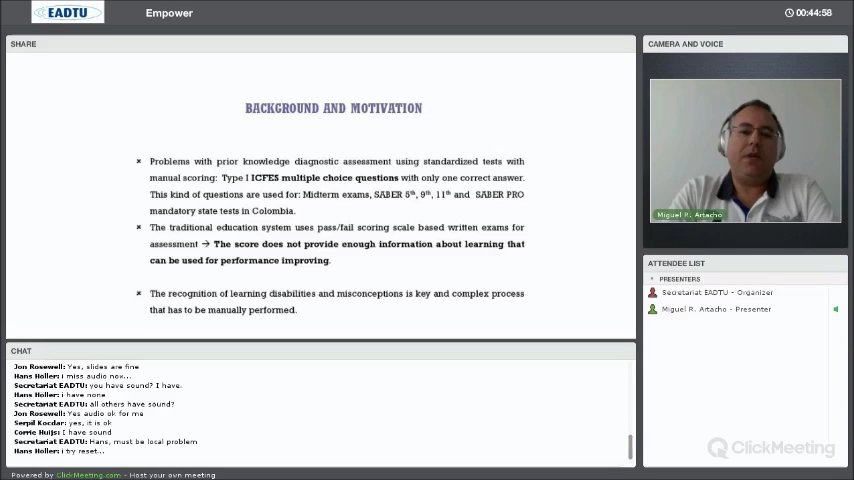 EADTU
Empower
00:44:58
SHARE
BACKGROUND AND MOTIVATION
Problems with prior knowledge diagnostic assessment using standardized tests with
manual scoring: Type I ICFES multiple choice questions with only one correct answer.
This kind of questions are used for: Midterm exams, SABER 5th, 9th, 11th and SABER PRO
mandatory state tests in Colombia.
The traditional education system uses pass/fail scoring scale based written exams for
assessment → The score does not provide enough information about learning that
can be used for performance improving.
The recognition of learning disabilities and misconceptions is key and complex process
that has to be manually performed.
CHAT
Jon Rosewell: Yes, slides are fine
Hans Höller: i miss audio nox...
Secretariat EADTU: you have sound? I have.
Hans Höller: i have none
Secretariat EADTU: all others have sound?
Jon Rosewell: Yes audio ok for me
Serpil Kocdar: yes, it is ok
Corrie Huijs: I have sound
Secretariat EADTU: Hans, must be local problem
Hans Höller: i try reset...
Powered by ClickMeeting.com - Host your own meeting
CAMERA AND VOICE
Miguel R. Artacho
ATTENDEE LIST
PRESENTERS
Secretariat EADTU - Organizer
Miguel R. Artacho - Presenter
ClickMeeting